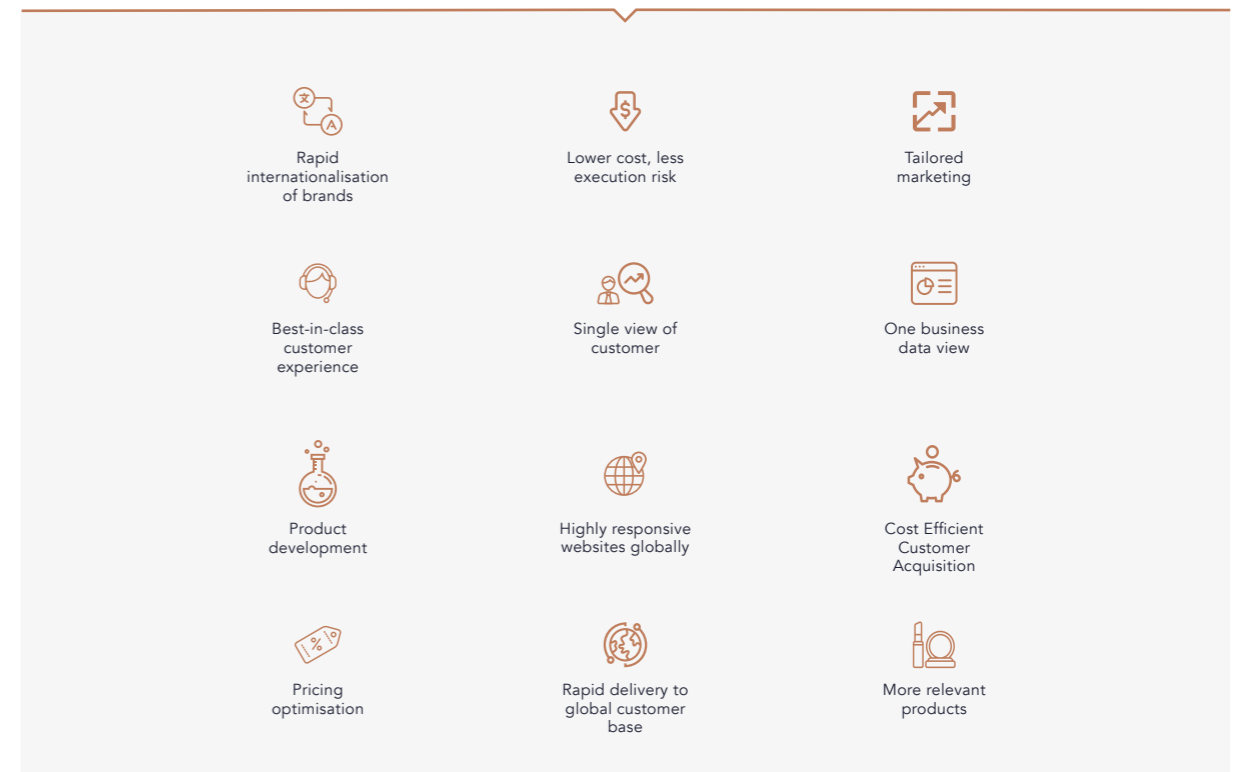 文
A
$
Rapid
internationalisation
of brands
Lower cost, less
execution risk
Tailored
marketing
Best-in-class
customer
experience
Single view of
customer
One business
data view
Product
development
Highly responsive
websites globally
Cost Efficient
Customer
Acquisition
%
Pricing
optimisation
Rapid delivery to
global customer
base
More relevant
products